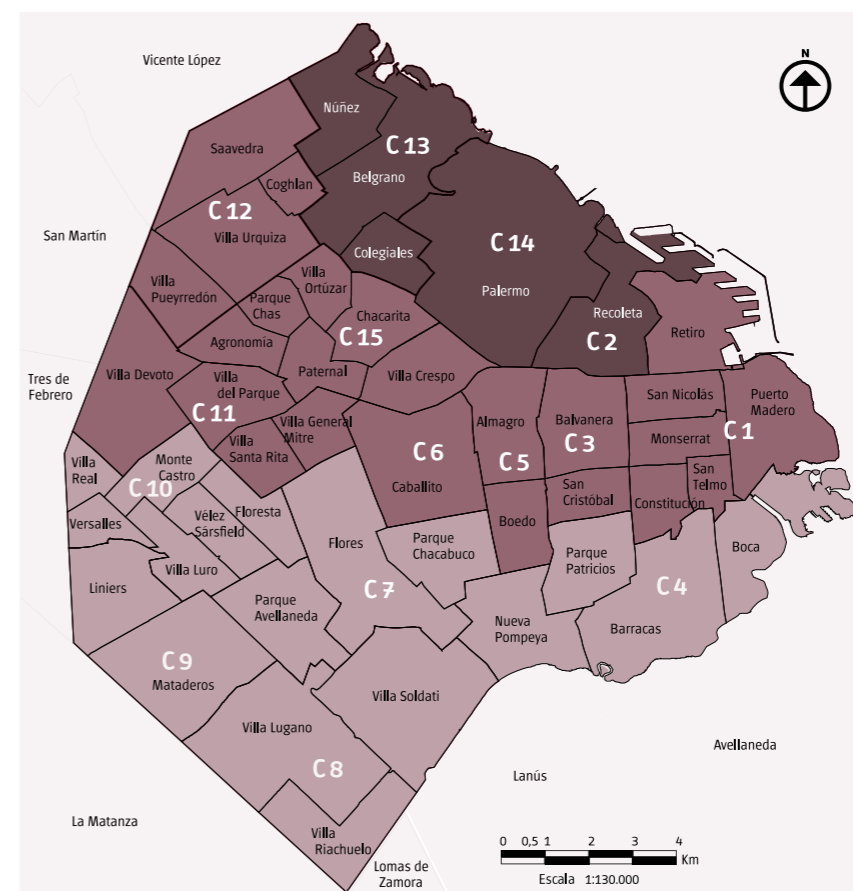 N
Vicente López
Núñez
Saavedra
C 13
Belgrano
Coghlan
C 12
San Martín
Villa Urquiza
C 14
Colegiales
Villa
Ortúzar
Villa
Pueyrredón
Parque
Chas
Palermo
Recoleta
Chacarita
C 15
Retiro
C 2
Agronomía
Tres de
Febrero
Villa Devoto
Paternal
Villa Crespo
Villa
del Parque
San Nicolás
Puerto
Madero
C 11
Villa General
Mitre
Almagro
Balvanera
Monserrat
C 1
Villa
Santa Rita
C 6
C 5
C 3
Villa
Real
Monte
Castro
San
Telmo
Caballito
San
Cristóbal
C 10
Constitución
Versalles
Vélez
Sársfield
Floresta
Boedo
Flores
Parque
Chacabuco
Boca
Parque
Patricios
Villa Luro
Liniers
C 7
C 4
Parque
Avellaneda
Nueva
Pompeya
Barracas
C 9
Mataderos
Villa Soldati
Villa Lugano
Avellaneda
C 8
Lanús
La Matanza
Villa
Riachuelo
Lomas de
Zamora
0 0,5 1 2 3 4
Km
Escala 1:130.000